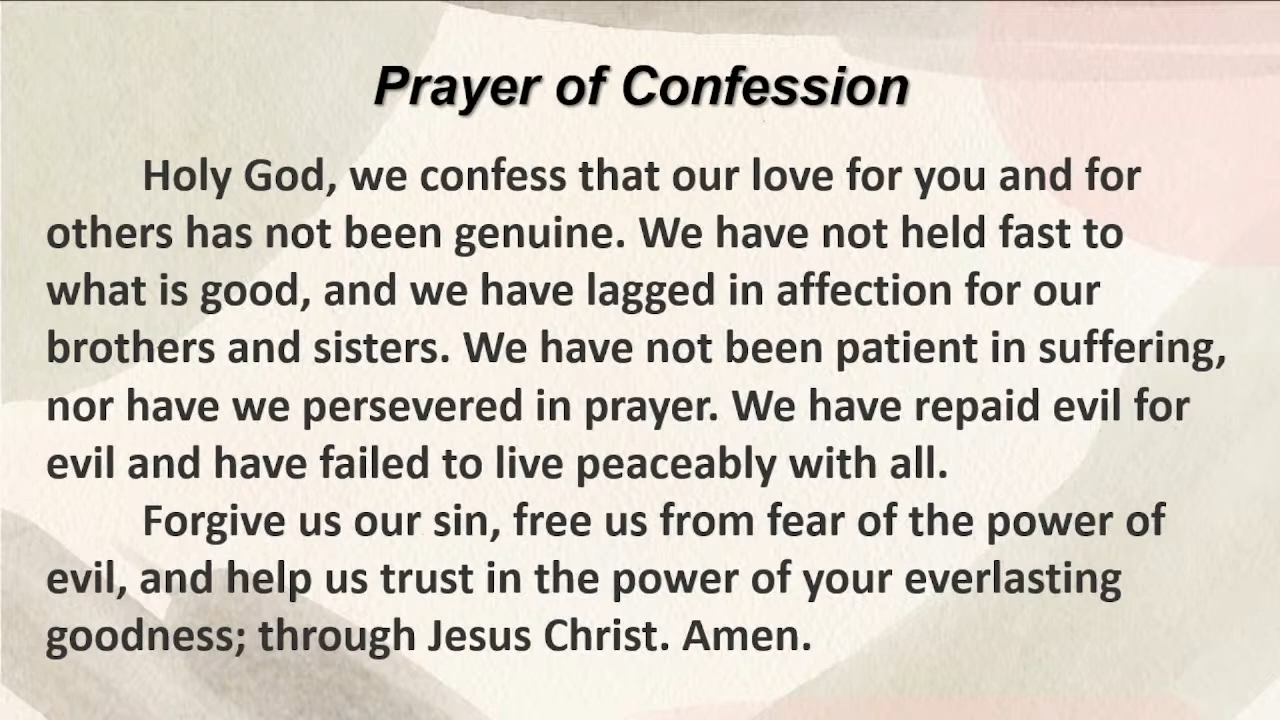 Prayer of Confession
Holy God, we confess that our love for you and for
others has not been genuine. We have not held fast to
what is good, and we have lagged in affection for our
brothers and sisters. We have not been patient in suffering,
nor have we persevered in prayer. We have repaid evil for
evil and have failed to live peaceably with all.
Forgive us our sin, free us from fear of the power of
evil, and help us trust in the power of your everlasting
goodness; through Jesus Christ. Amen.